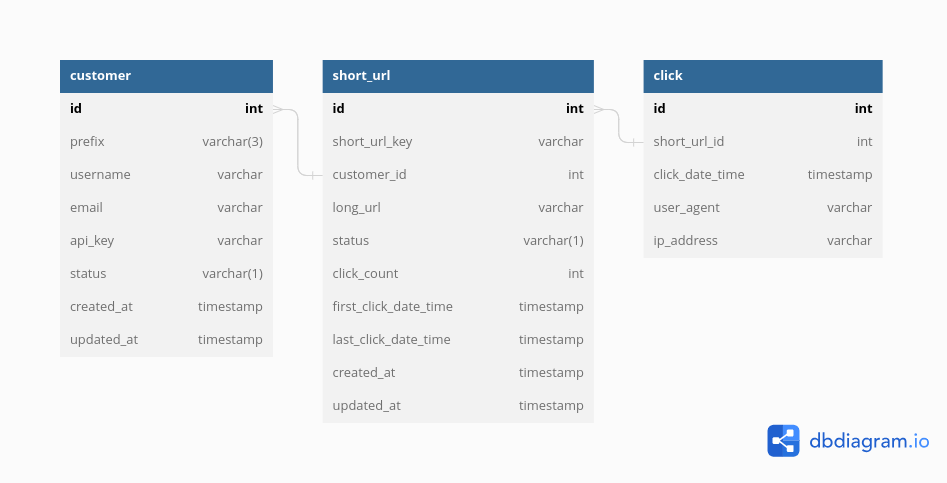 customer
id int
prefix varchar(3)
username varchar
email varchar
api_key varchar
status varchar(1)
created_at timestamp
updated_at timestamp
short_url
id int
short_url_key varchar
customer_id int
long_url varchar
status varchar(1)
click_count int
first_click_date_time timestamp
last_click_date_time timestamp
created_at timestamp
updated_at timestamp
click
id int
short_url_id int
click_date_time timestamp
user_agent varchar
ip_address varchar
dbdiagram.io